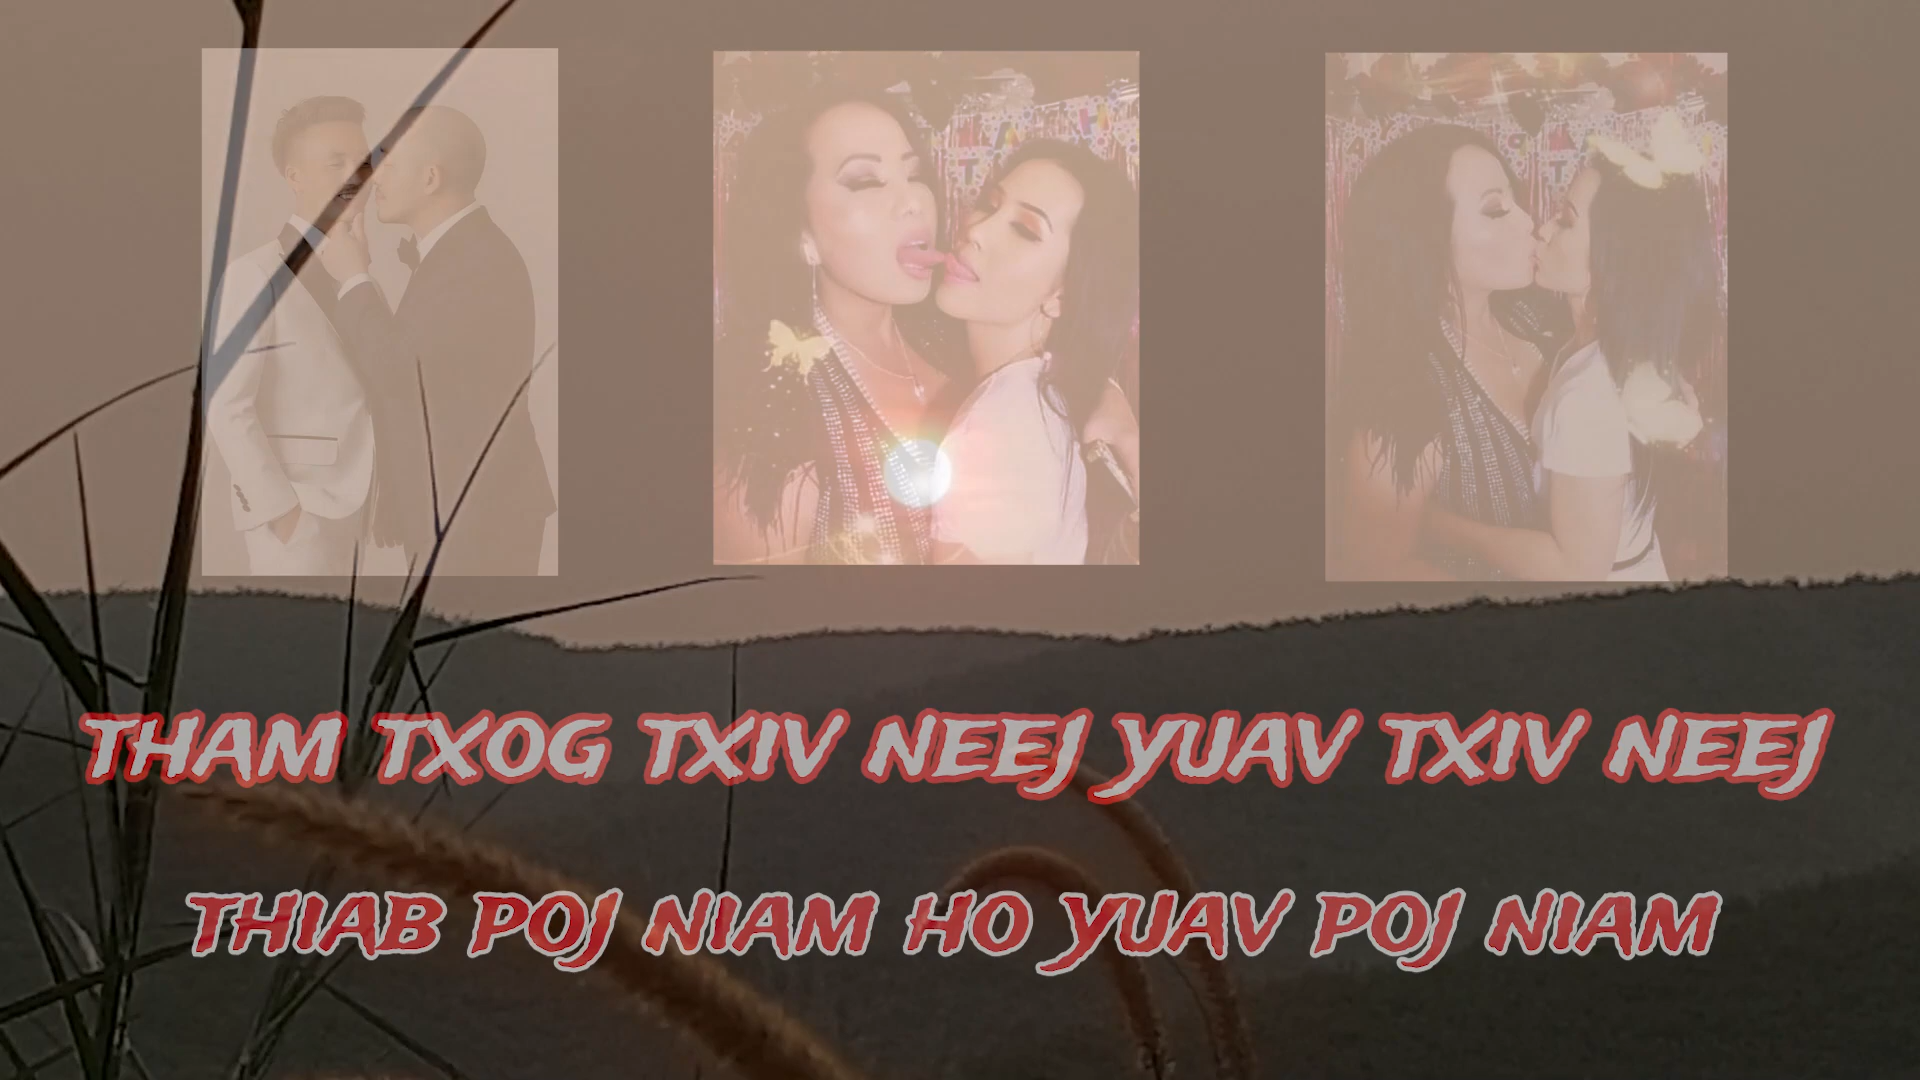 THAM TXOG TXIV NEEJ YUAV TXIV NEEJ
THIAB POJ NIAM HO YUAV POJ NIAM